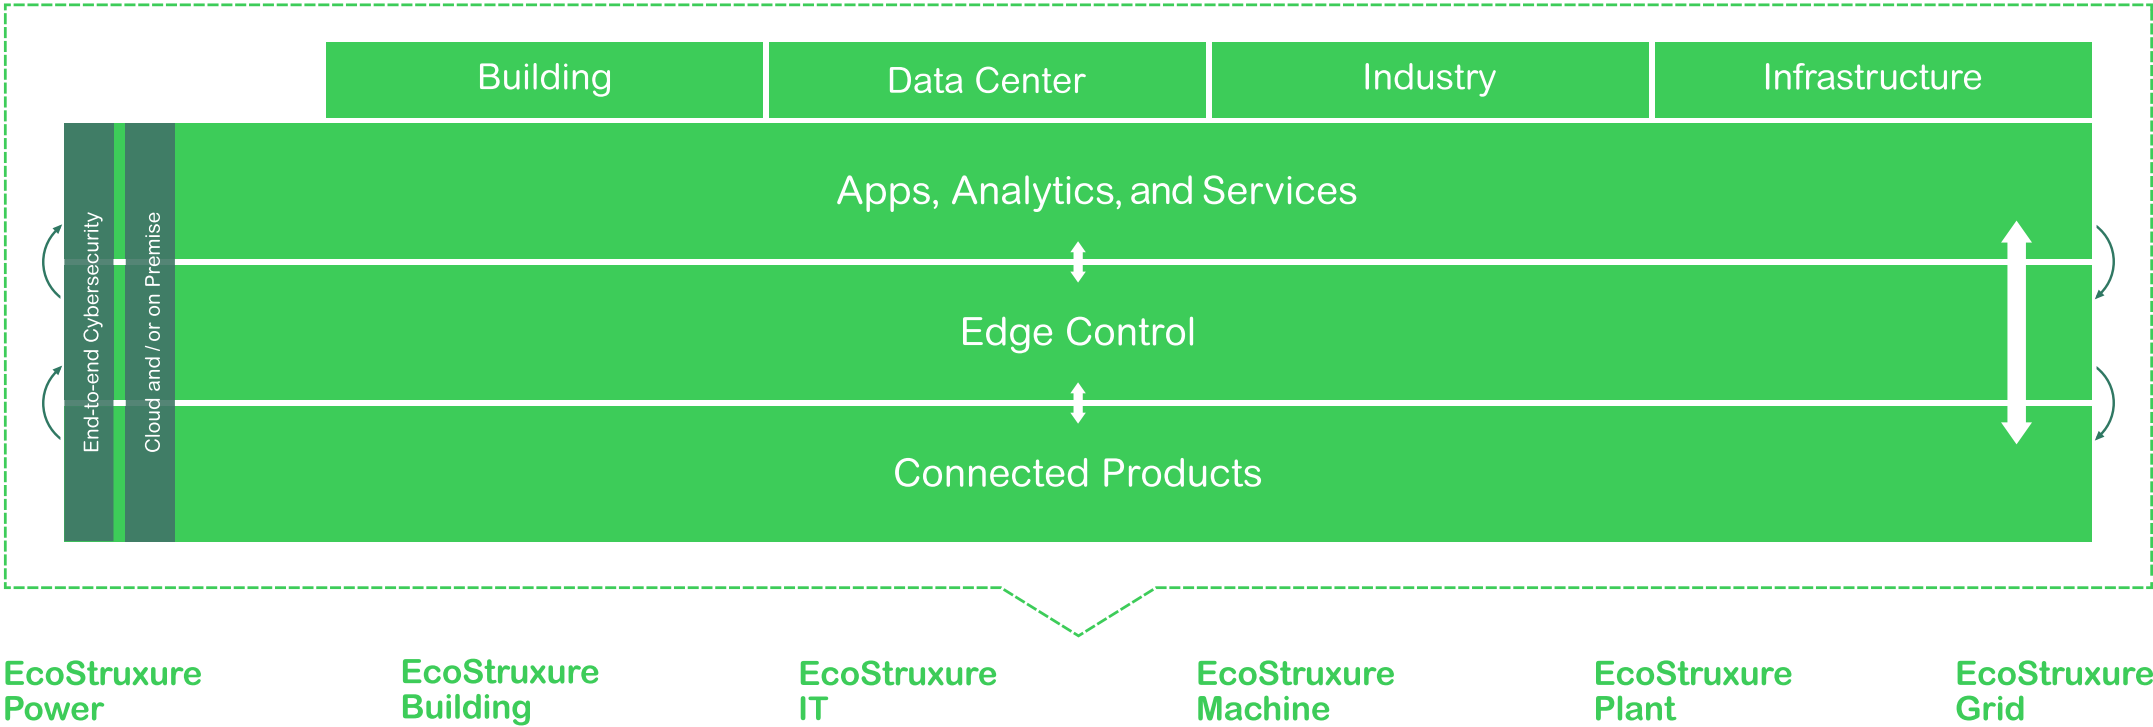 Building
Data Center
Industry
Infrastructure
End-to-end Cybersecurity
Cloud and / or on Premise
Apps, Analytics, and Services
Edge Control
Connected Products
EcoStruxure
Power
EcoStruxure
Building
EcoStruxure
IT
EcoStruxure
Machine
EcoStruxure
Plant
EcoStruxure
Grid